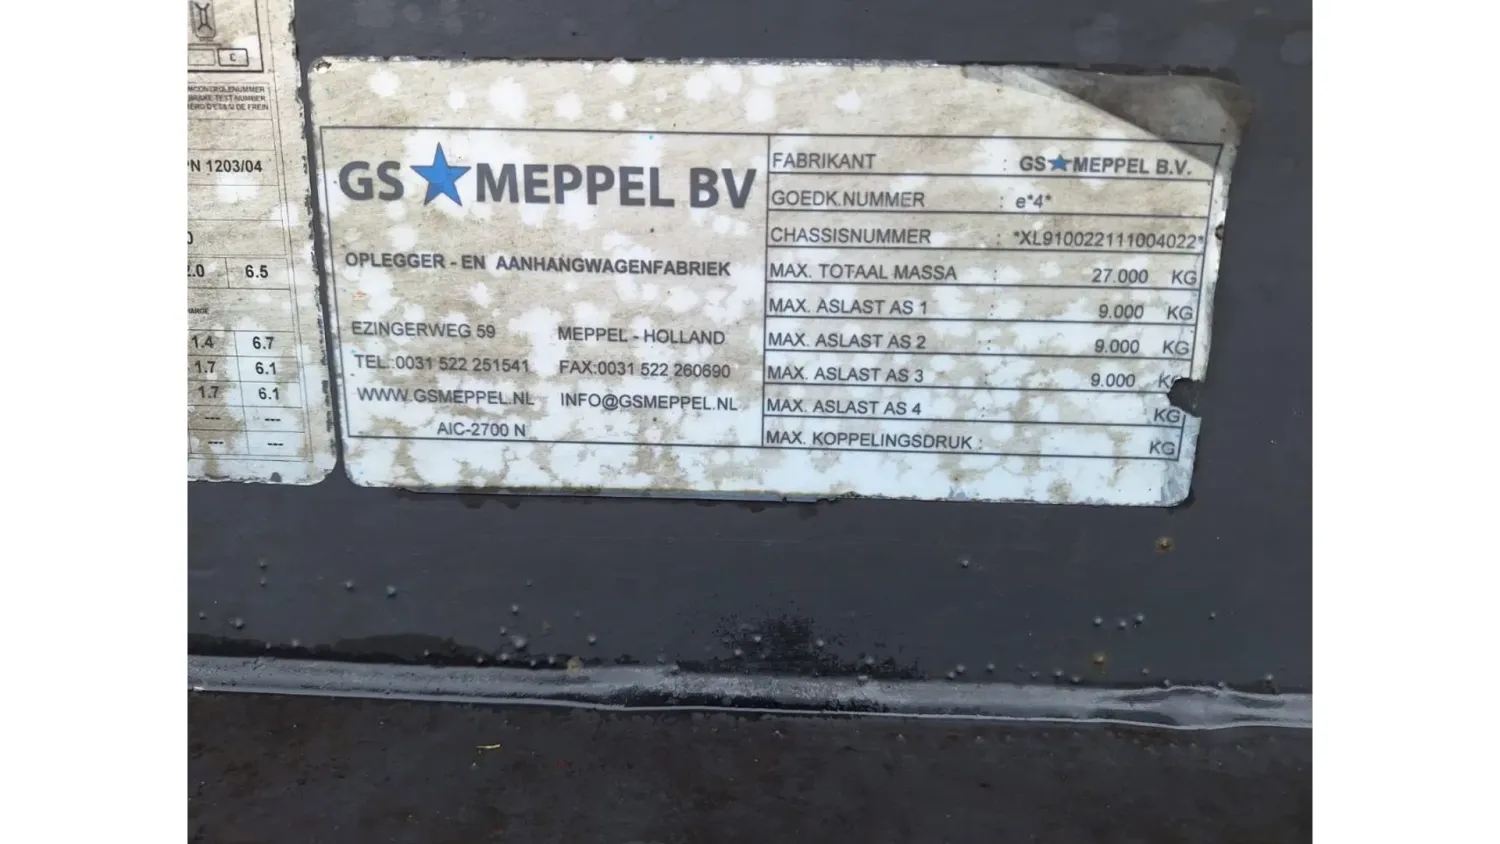 C
BRAKE TEST NUMBER
PN 1203/04
6.5
1.4 6.7
1.7 6.1
1.7 6.1
--- ---
--- ---
GS MEPPEL BV
OPLEGGER - EN AANHANGWAGENFABRIEK
EZINGERWEG 59 MEPPEL - HOLLAND
TEL.:0031 522 251541 FAX:0031 522 260690
WWW.GSMEPPEL.NL INFO@GSMEPPEL.NL
AIC-2700 N
FABRIKANT : GS MEPPEL B.V.
GOEDK.NUMMER : e*4*
CHASSISNUMMER : *XL910022111004022*
MAX. TOTAAL MASSA : 27.000 KG
MAX. ASLAST AS 1 : 9.000 KG
MAX. ASLAST AS 2 : 9.000 KG
MAX. ASLAST AS 3 : 9.000 KG
MAX. ASLAST AS 4 : KG
MAX. KOPPELINGSDRUK : KG